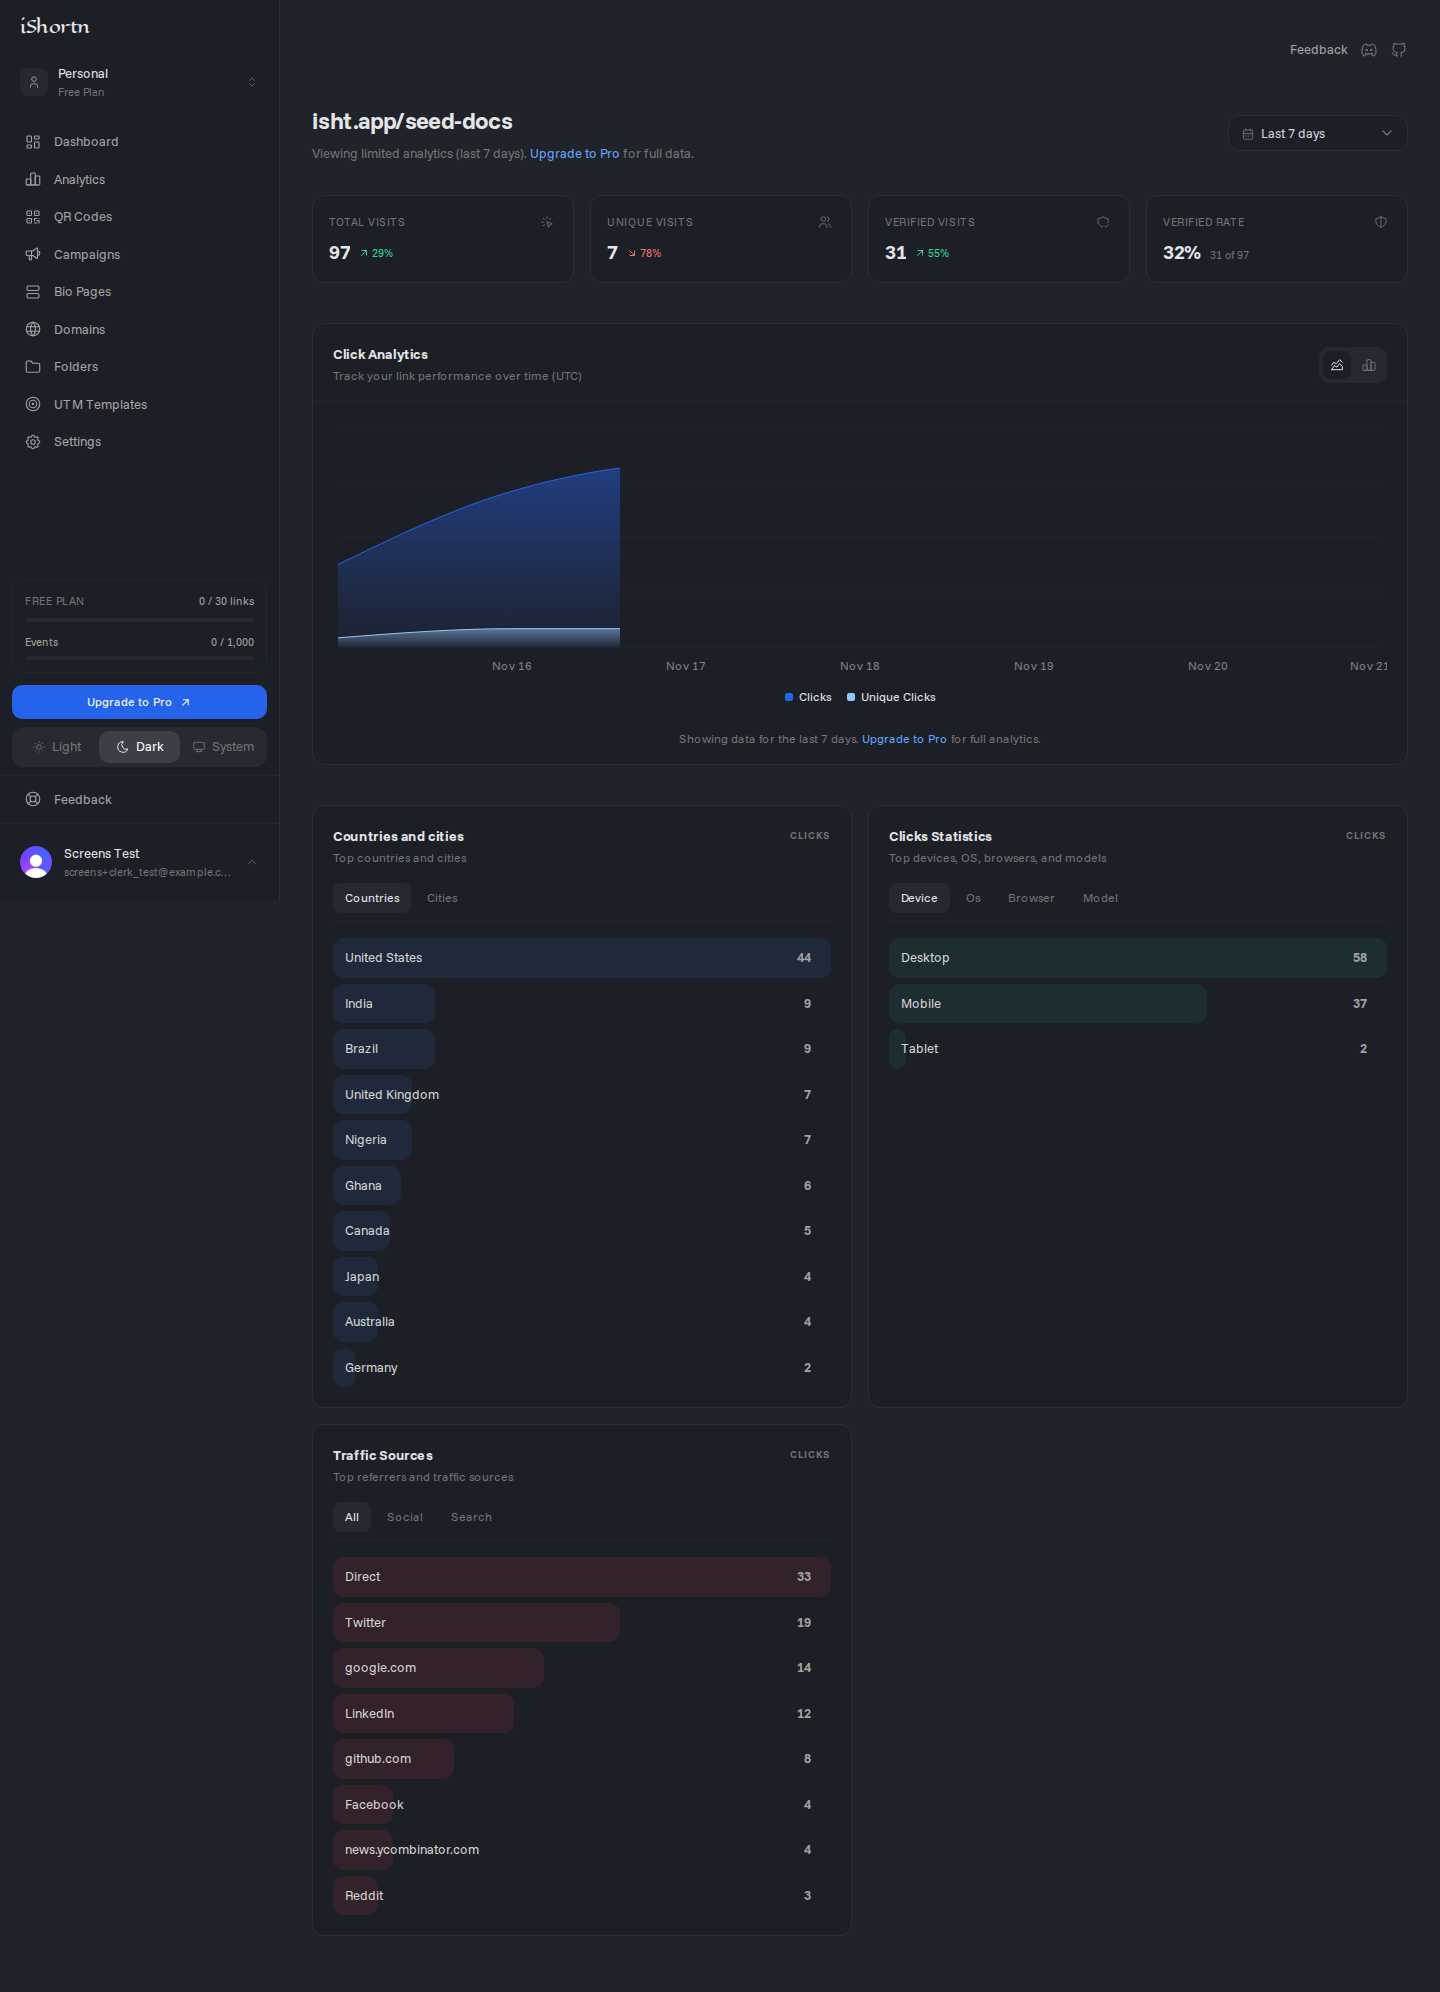 iShortn
Personal
Free Plan
Dashboard
Analytics
QR Codes
Campaigns
Bio Pages
Domains
Folders
UTM Templates
Settings
FREE PLAN 0 / 30 links
Events 0 / 1,000
Upgrade to Pro
Light Dark System
Feedback
Screens Test
screens+clerk_test@example.c...
Feedback
isht.app/seed-docs
Viewing limited analytics (last 7 days). Upgrade to Pro for full data.
Last 7 days
TOTAL VISITS
97 29%
UNIQUE VISITS
7 78%
VERIFIED VISITS
31 55%
VERIFIED RATE
32% 31 of 97
Click Analytics
Track your link performance over time (UTC)
Nov 16 Nov 17 Nov 18 Nov 19 Nov 20 Nov 21
Clicks Unique Clicks
Showing data for the last 7 days. Upgrade to Pro for full analytics.
Countries and cities CLICKS
Top countries and cities
Countries Cities
United States 44
India 9
Brazil 9
United Kingdom 7
Nigeria 7
Ghana 6
Canada 5
Japan 4
Australia 4
Germany 2
Clicks Statistics CLICKS
Top devices, OS, browsers, and models
Device Os Browser Model
Desktop 58
Mobile 37
Tablet 2
Traffic Sources CLICKS
Top referrers and traffic sources
All Social Search
Direct 33
Twitter 19
google.com 14
LinkedIn 12
github.com 8
Facebook 4
news.ycombinator.com 4
Reddit 3